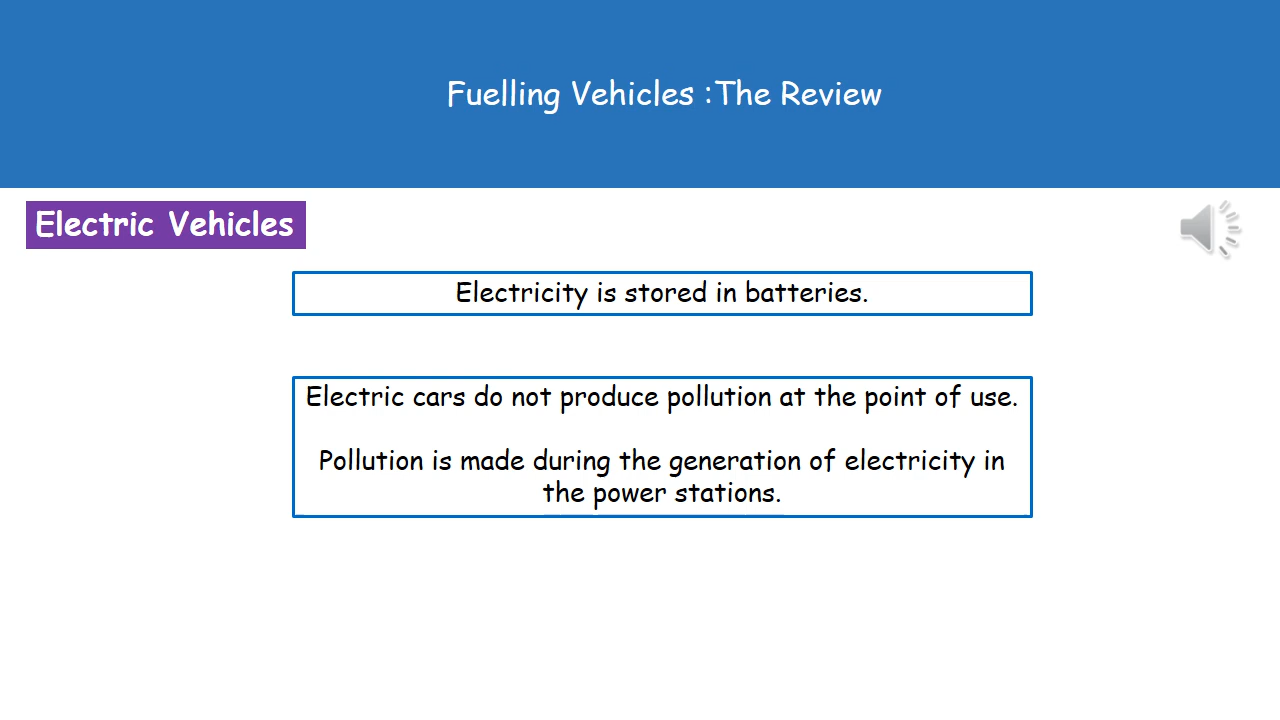 Fuelling Vehicles :The Review
Electric Vehicles
Electricity is stored in batteries.
Electric cars do not produce pollution at the point of use.
Pollution is made during the generation of electricity in
the power stations.